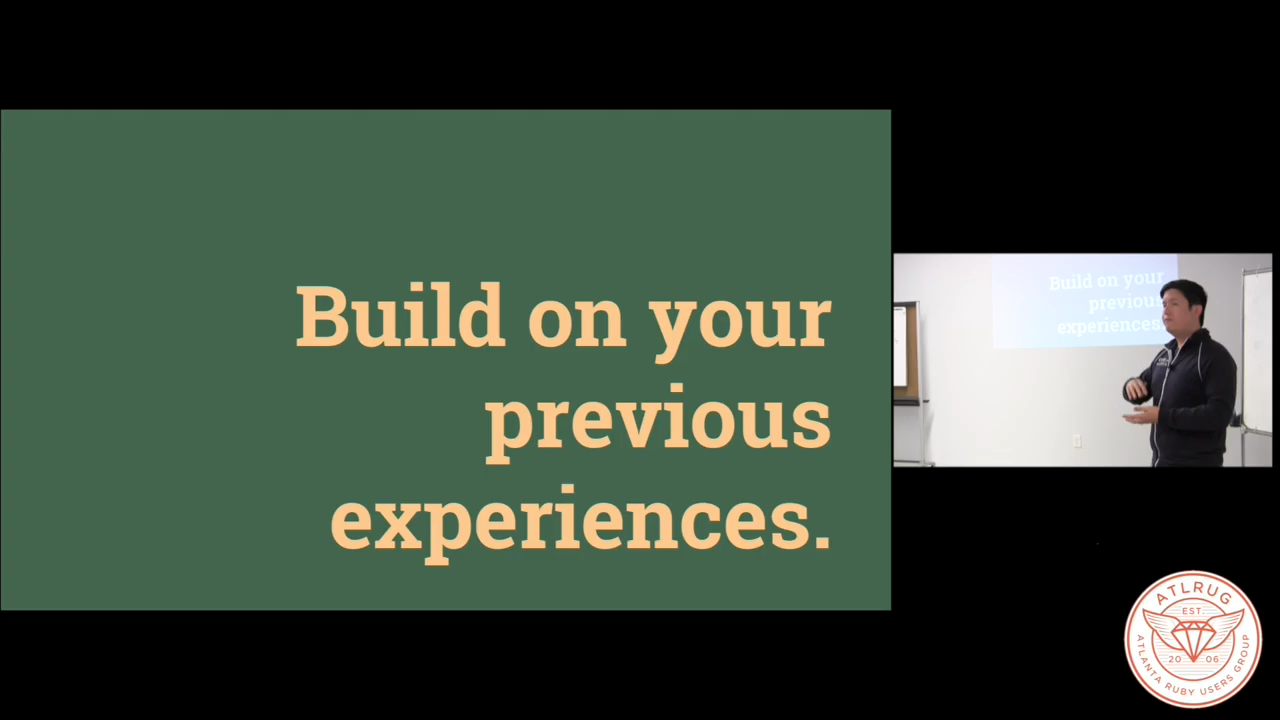 Build on your
previous
experiences.
Build on your
previous
experiences.
ATLRUG
EST.
20 06
ATLANTA RUBY USERS GROUP